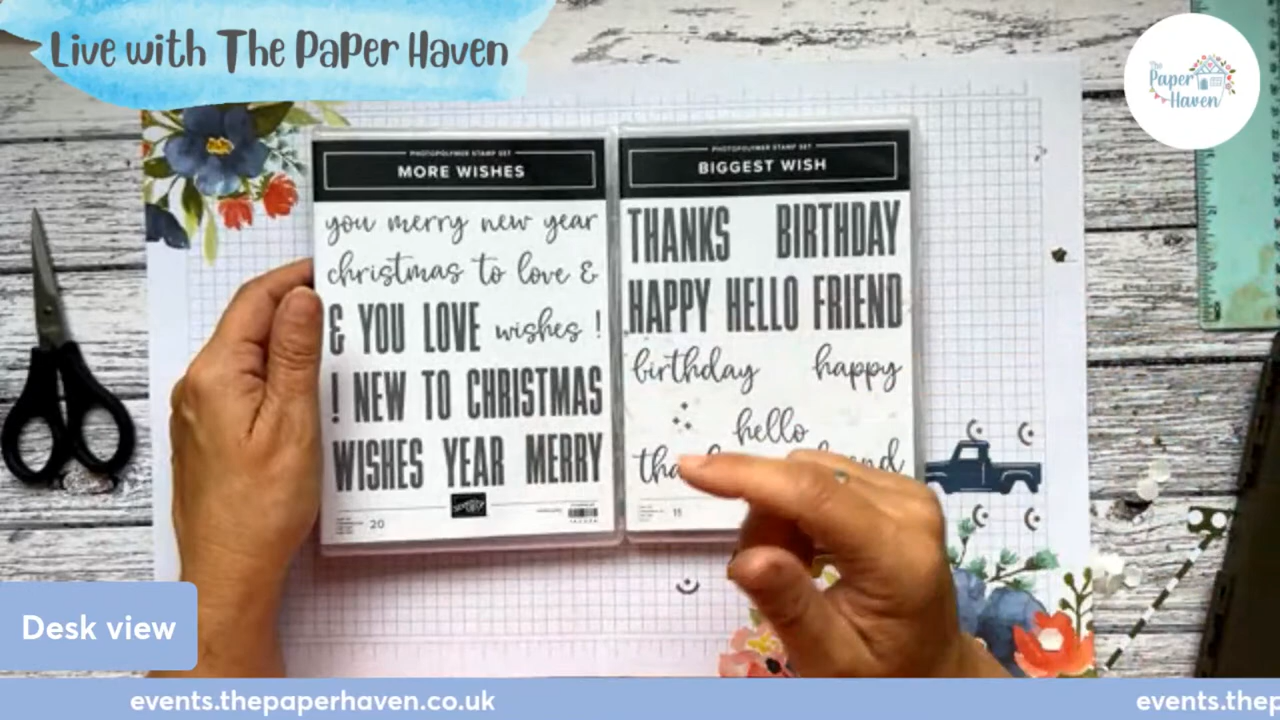 Live with The Paper Haven
The
Paper
Haven
PHOTOPOLYMER STAMP SET
MORE WISHES
you merry new year
christmas to love &
& YOU LOVE wishes !
! NEW TO CHRISTMAS
WISHES YEAR MERRY
20
PHOTOPOLYMER STAMP SET
BIGGEST WISH
THANKS BIRTHDAY
HAPPY HELLO FRIEND
birthday happy
hello
11
Desk view
events.thepaperhaven.co.uk
events.thep